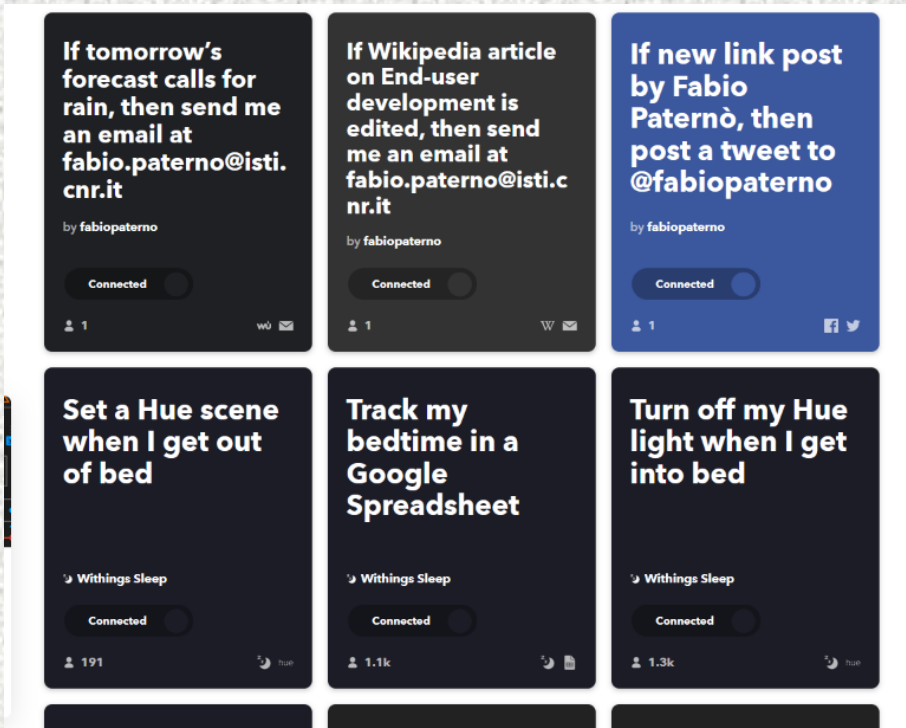 If tomorrow's
forecast calls for
rain, then send me
an email at
fabio.paterno@isti.
cnr.it
by fabiopaterno
Connected
1
wu
If Wikipedia article
on End-user
development is
edited, then send
me an email at
fabio.paterno@isti.c
nr.it
by fabiopaterno
Connected
1
W
If new link post
by Fabio
Paternò, then
post a tweet to
@fabiopaterno
by fabiopaterno
Connected
1
Set a Hue scene
when I get out
of bed
Withings Sleep
Connected
191
hue
Track my
bedtime in a
Google
Spreadsheet
Withings Sleep
Connected
1.1k
Turn off my Hue
light when I get
into bed
Withings Sleep
Connected
1.3k
hue